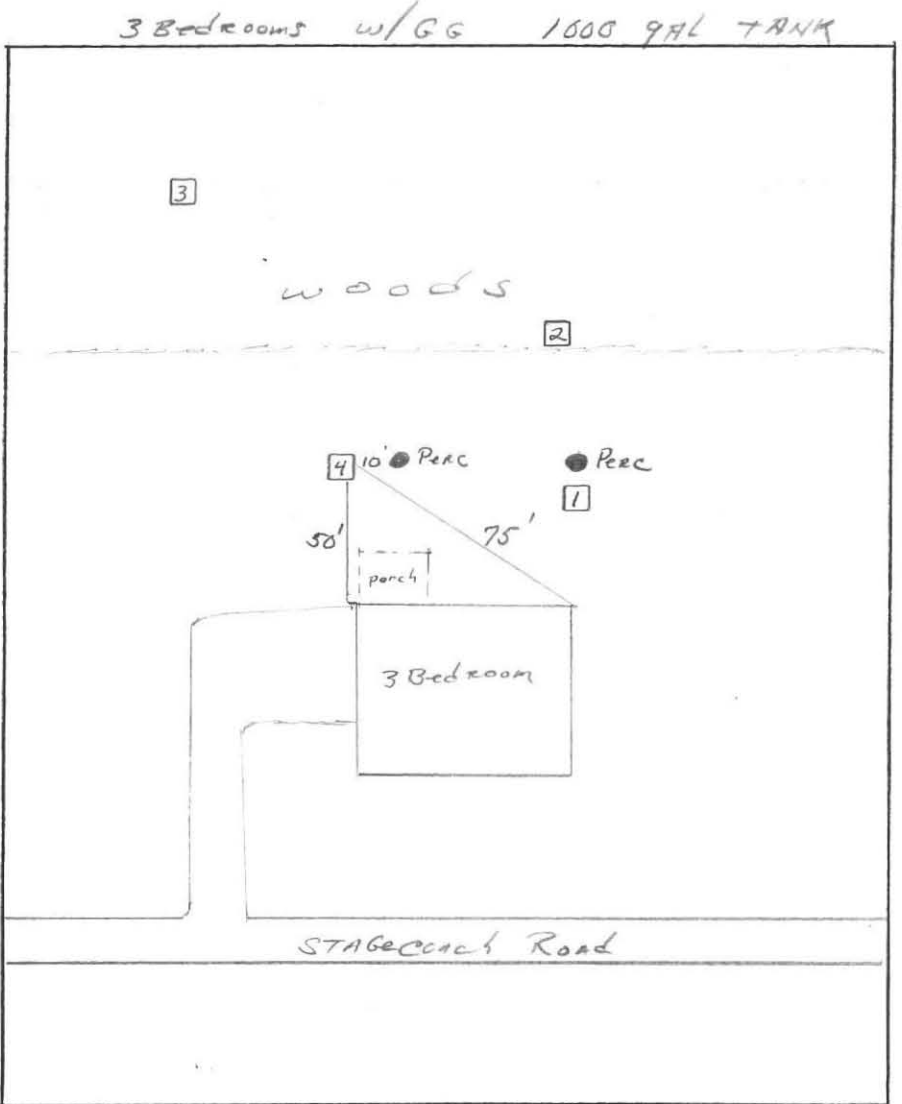 3 Bedrooms w/ GG 1000 gAL TANK
3
woods
2
4 10' Perc
Perc
1
50'
75'
porch
3 Bedroom
STAGecoach Road